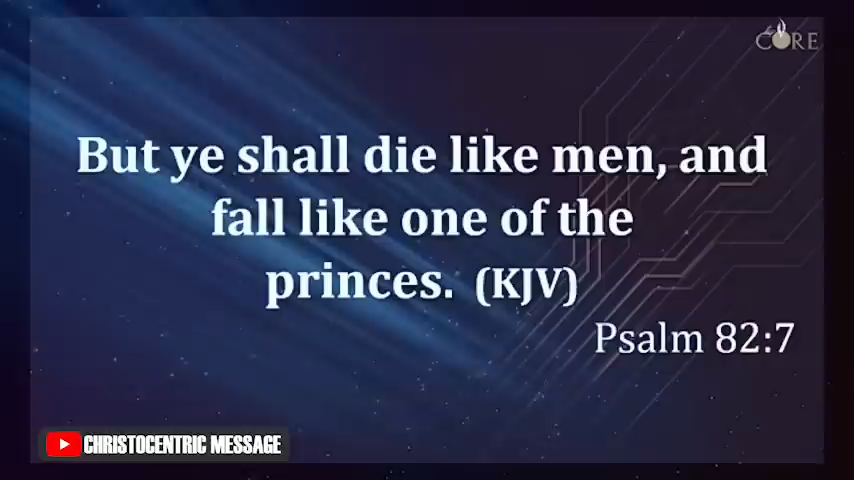 CORE
But ye shall die like men, and
fall like one of the
princes. (KJV)
Psalm 82:7
CHRISTOCENTRIC MESSAGE